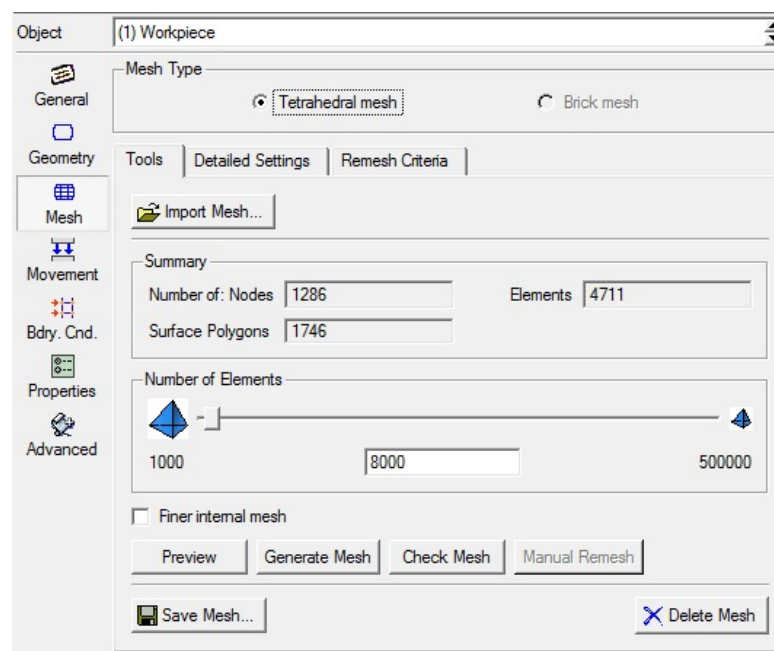 Object (1) Workpiece
General
Geometry
Mesh
Movement
Bdry. Cnd.
Properties
Advanced
Mesh Type
Tetrahedral mesh Brick mesh
Tools Detailed Settings Remesh Criteria
Import Mesh...
Summary
Number of: Nodes 1286 Elements 4711
Surface Polygons 1746
Number of Elements
1000 8000 500000
Finer internal mesh
Preview Generate Mesh Check Mesh Manual Remesh
Save Mesh... Delete Mesh